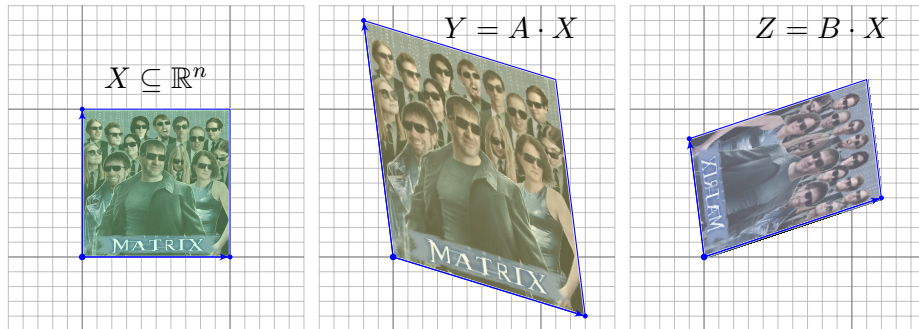 X ⊆ ℝⁿ
MATRIX
Y = A · X
MATRIX
Z = B · X
MATRIX